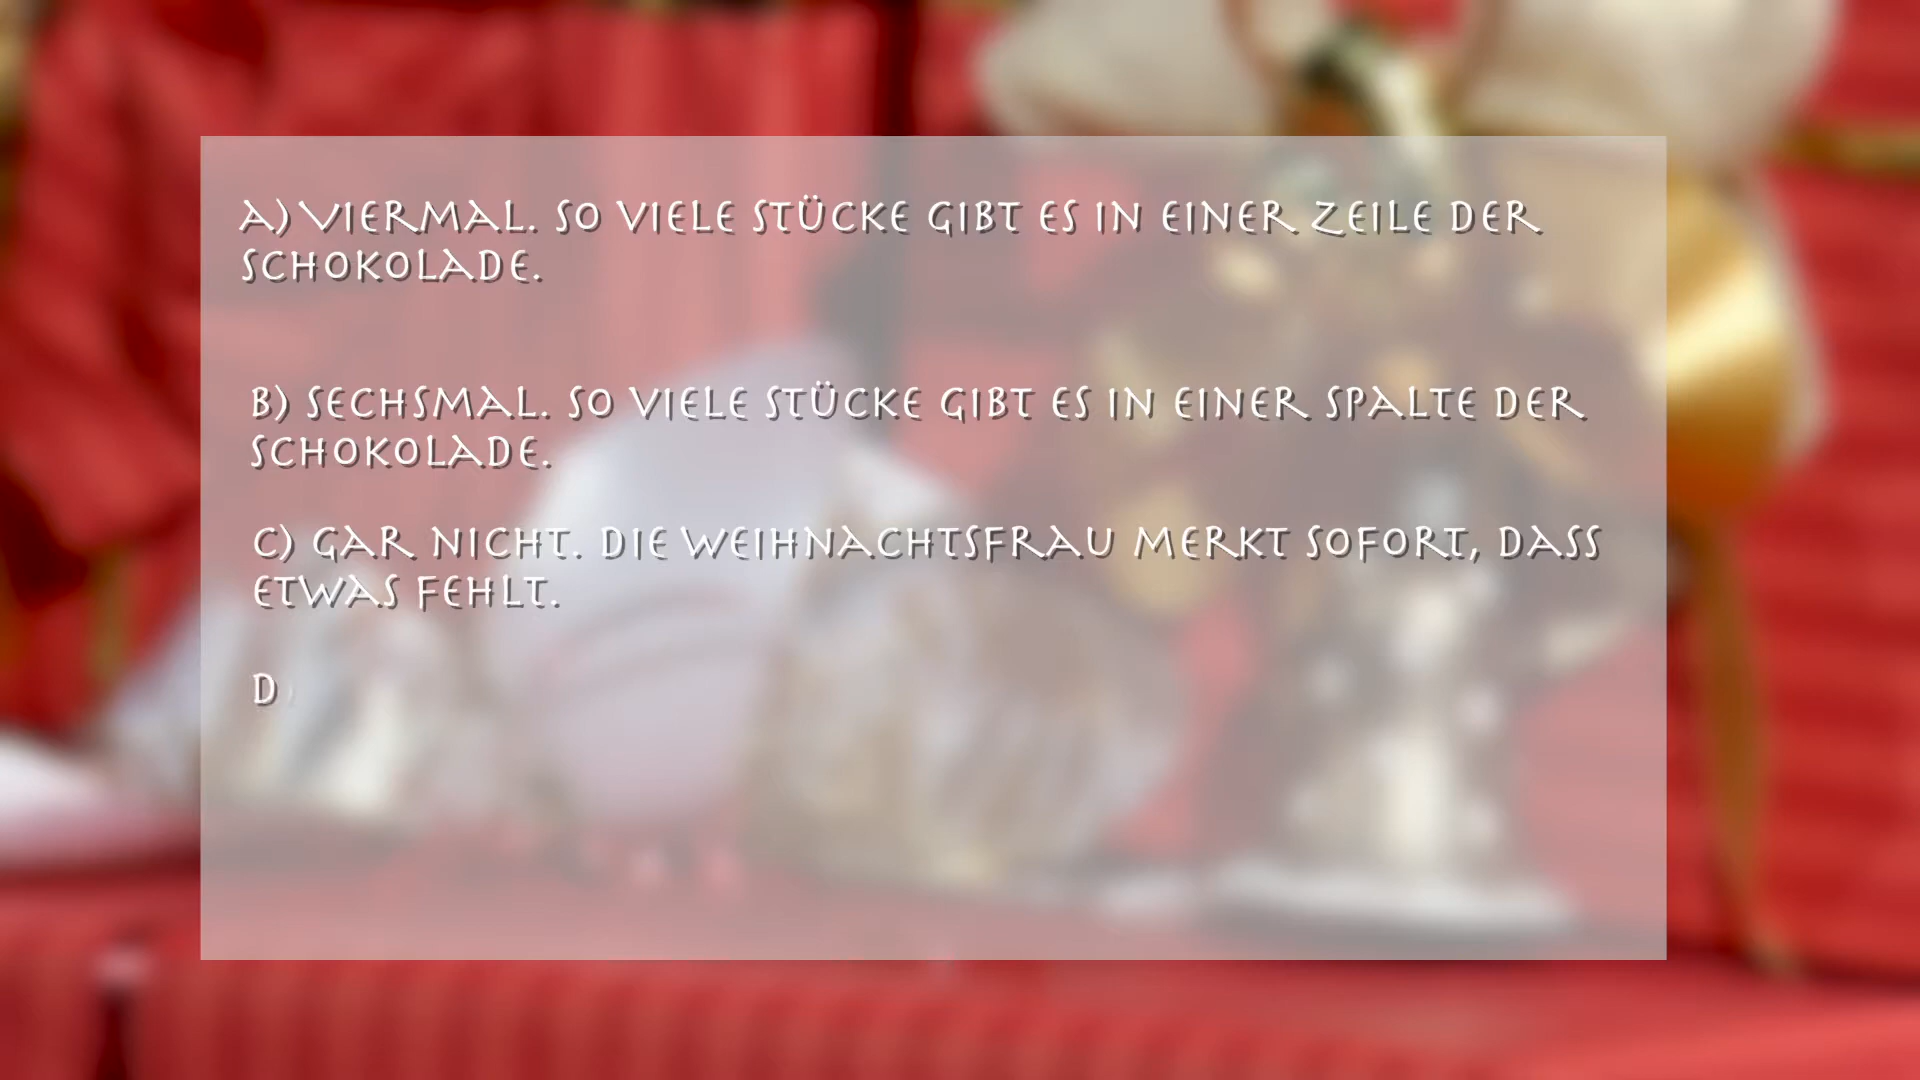 A) VIERMAL. SO VIELE STÜCKE GIBT ES IN EINER ZEILE DER
SCHOKOLADE.
B) SECHSMAL. SO VIELE STÜCKE GIBT ES IN EINER SPALTE DER
SCHOKOLADE.
C) GAR NICHT. DIE WEIHNACHTSFRAU MERKT SOFORT, DASS
ETWAS FEHLT.
D